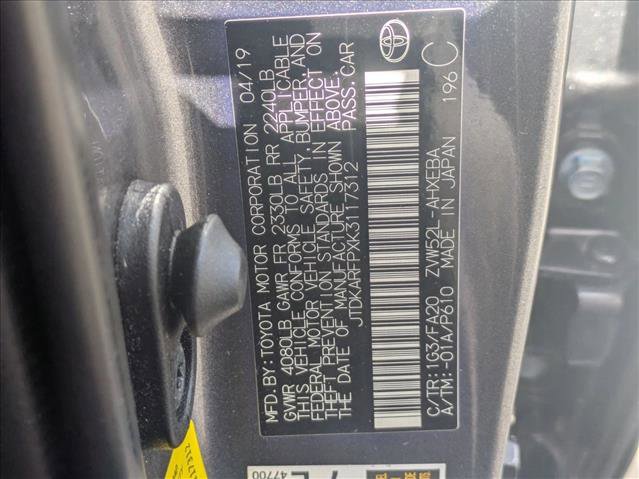 MFD. BY: TOYOTA MOTOR CORPORATION 04/19
GVWR 4080LB GAWR FR 2330LB RR 2240LB
THIS VEHICLE CONFORMS TO ALL APPLICABLE
FEDERAL MOTOR VEHICLE SAFETY, BUMPER, AND
THEFT PREVENTION STANDARDS IN EFFECT ON
THE DATE OF MANUFACTURE SHOWN ABOVE.
JTDKARFPXK3117312 PASS. CAR
C/TR: 1G3/FA20 ZVW52L-AHXEBA
A/TM: -01A/P610 MADE IN JAPAN 196 C
47700